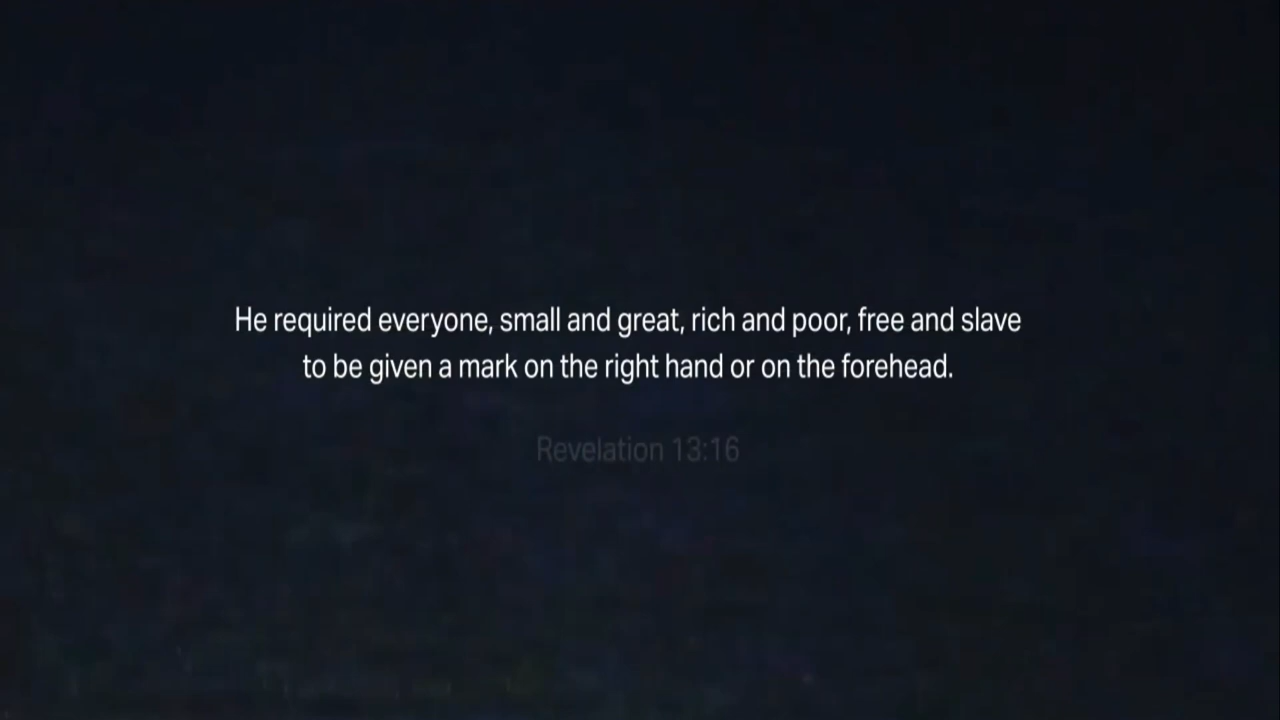 He required everyone, small and great, rich and poor, free and slave
to be given a mark on the right hand or on the forehead.
Revelation 13:16